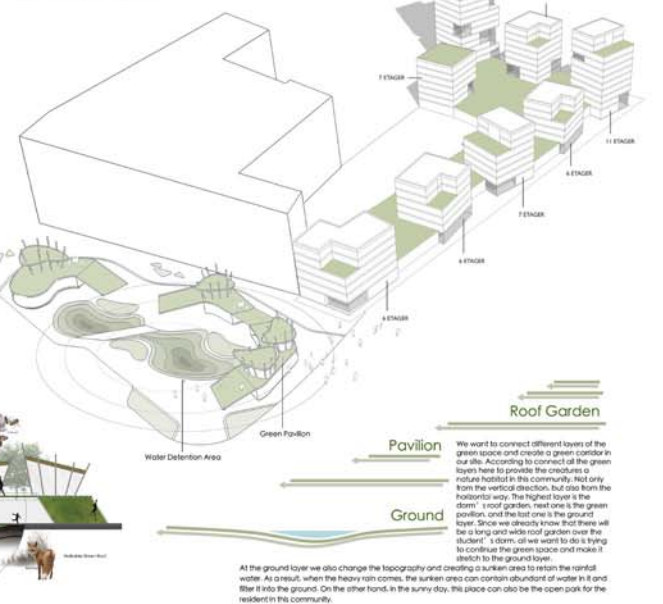 7 ETAGER
11 ETAGER
6 ETAGER
7 ETAGER
6 ETAGER
6 ETAGER
Green Pavilion
Water Detention Area
Roof Garden
Pavilion
Ground
We want to connect different layers of the
green space and create a green corridor in
our site. According to connect all the green
layers here to provide the creatures a
nature habitat in this community. Not only
from the vertical direction, but also from the
horizontal way. The highest layer is the
dorm's roof garden, next one is the green
pavilion, and the last one is the ground
layer. Since we already know that there will
be a long and wide roof garden over the
student's dorm, all we want to do is trying
to continue the green space and make it
stretch to the ground layer.
At the ground layer we also change the topography and creating a sunken area to retain the rainfall
water. As a result, when the heavy rain comes, the sunken area can contain abundant of water in it and
filter it into the ground. On the other hand, in the sunny day, this place can also be the open park for the
resident in this community.